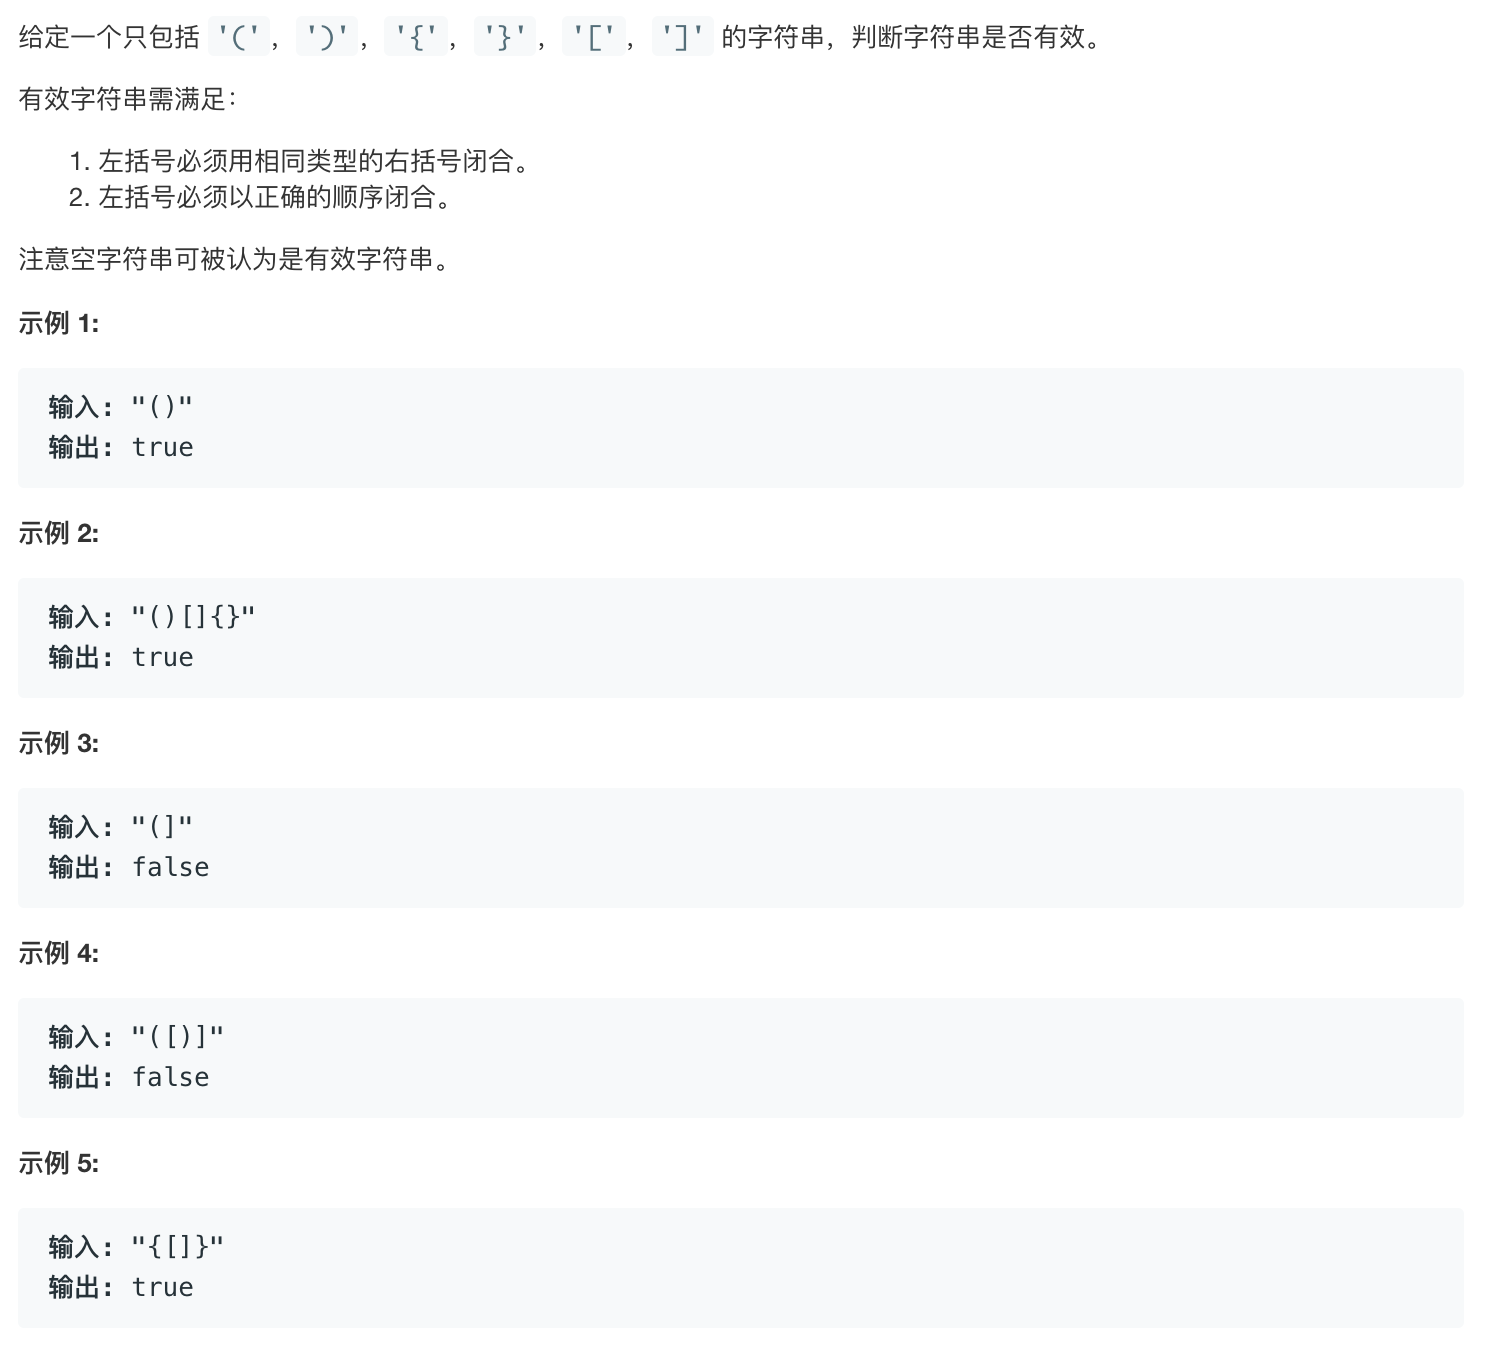 给定一个只包括 '('，')'，'{'，'}'，'['，']' 的字符串，判断字符串是否有效。
有效字符串需满足：
1. 左括号必须用相同类型的右括号闭合。
2. 左括号必须以正确的顺序闭合。
注意空字符串可被认为是有效字符串。
示例 1:
输入: "()"
输出: true
示例 2:
输入: "()[]{}"
输出: true
示例 3:
输入: "(]"
输出: false
示例 4:
输入: "([)]"
输出: false
示例 5:
输入: "{[]}"
输出: true